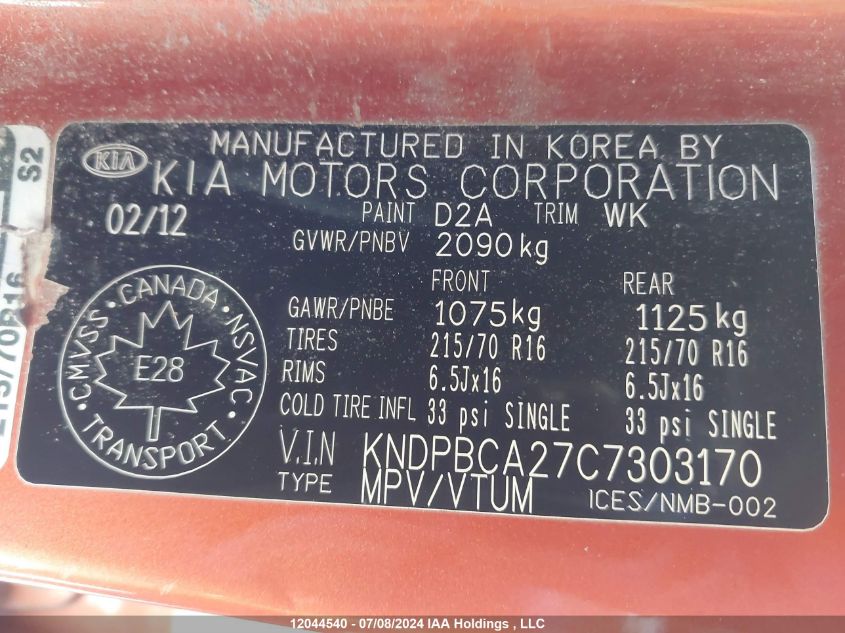 S2
215/70R16
MANUFACTURED IN KOREA BY
KIA KIA MOTORS CORPORATION
02/12 PAINT D2A TRIM WK
GVWR/PNBV 2090kg
FRONT REAR
GAWR/PNBE 1075kg 1125kg
TIRES 215/70 R16 215/70 R16
RIMS 6.5Jx16 6.5Jx16
COLD TIRE INFL 33 psi SINGLE 33 psi SINGLE
V.I.N KNDPBCA27C7303170
TYPE MPV/VTUM ICES/NMB-002
CMVSS · CANADA · NSVAC · TRANSPORT ·
E28
12044540 - 07/08/2024 IAA Holdings , LLC